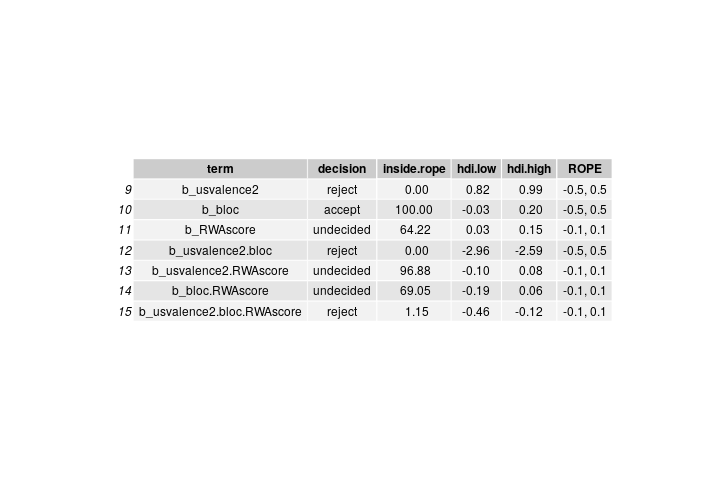 term decision inside.rope hdi.low hdi.high ROPE
9 b_usvalence2 reject 0.00 0.82 0.99 -0.5, 0.5
10 b_bloc accept 100.00 -0.03 0.20 -0.5, 0.5
11 b_RWAscore undecided 64.22 0.03 0.15 -0.1, 0.1
12 b_usvalence2.bloc reject 0.00 -2.96 -2.59 -0.5, 0.5
13 b_usvalence2.RWAscore undecided 96.88 -0.10 0.08 -0.1, 0.1
14 b_bloc.RWAscore undecided 69.05 -0.19 0.06 -0.1, 0.1
15 b_usvalence2.bloc.RWAscore reject 1.15 -0.46 -0.12 -0.1, 0.1